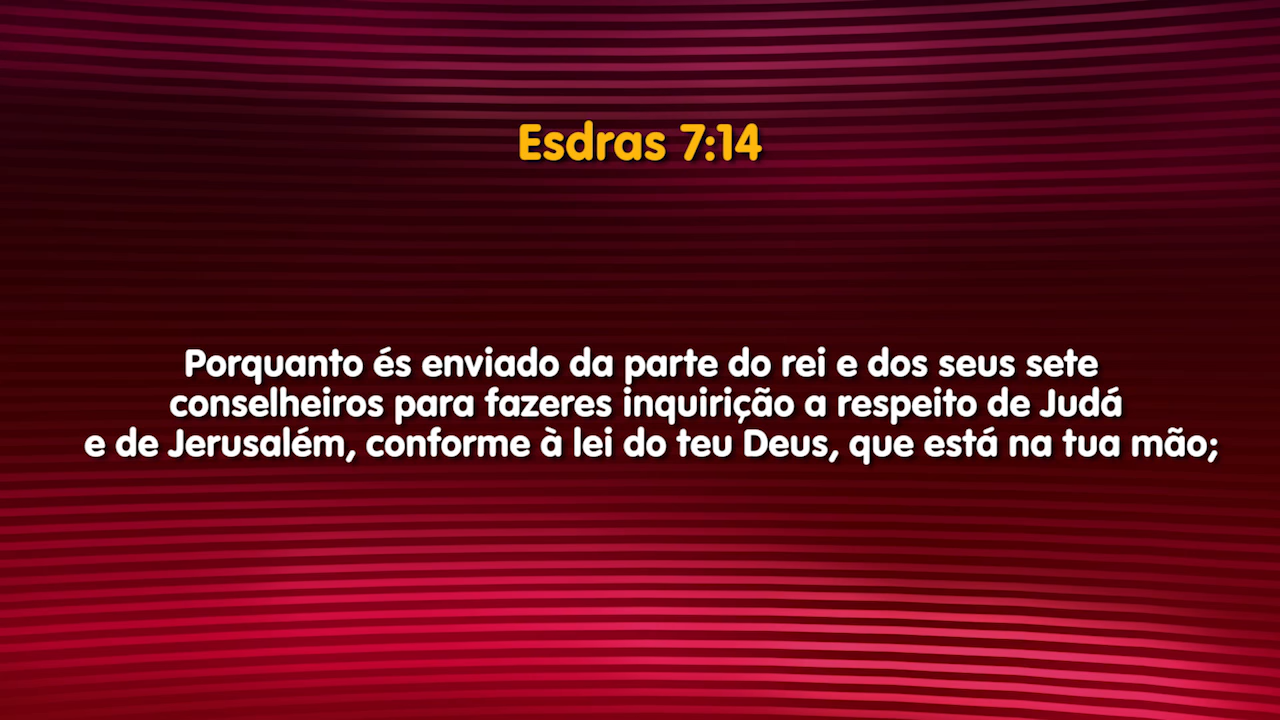 Esdras 7:14
Porquanto és enviado da parte do rei e dos seus sete
conselheiros para fazeres inquirição a respeito de Judá
e de Jerusalém, conforme à lei do teu Deus, que está na tua mão;